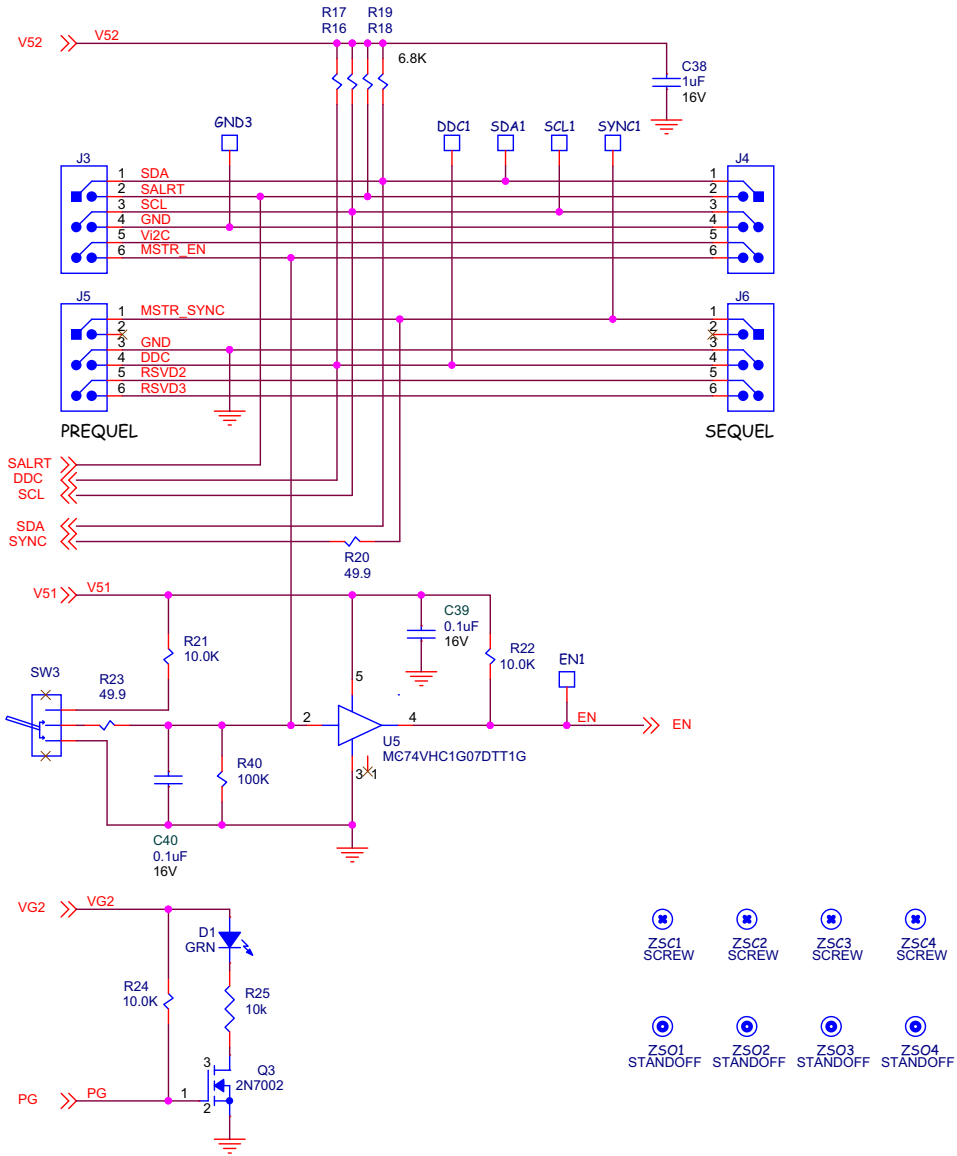 R17 R19
R16 R18
V52 V52
6.8K
C38
1uF
16V
GND3 DDC1 SDA1 SCL1 SYNC1
J3 J4
1 SDA 1
2 SALRT 2
3 SCL 3
4 GND 4
5 Vi2C 5
6 MSTR_EN 6
J5 J6
1 MSTR_SYNC 1
2 2
3 GND 3
4 DDC 4
5 RSVD2 5
6 RSVD3 6
PREQUEL SEQUEL
SALRT
DDC
SCL
SDA
SYNC
R20
49.9
V51 V51
C39
0.1uF
16V
R21
10.0K
R22
10.0K
EN1
SW3
R23
49.9
5
2 4
EN EN
U5
MC74VHC1G07DTT1G
3 1
R40
100K
C40
0.1uF
16V
VG2 VG2
D1
GRN
R24
10.0K
R25
10k
3
Q3
2N7002
1
2
PG PG
ZSC1 ZSC2 ZSC3 ZSC4
SCREW SCREW SCREW SCREW
ZSO1 ZSO2 ZSO3 ZSO4
STANDOFF STANDOFF STANDOFF STANDOFF